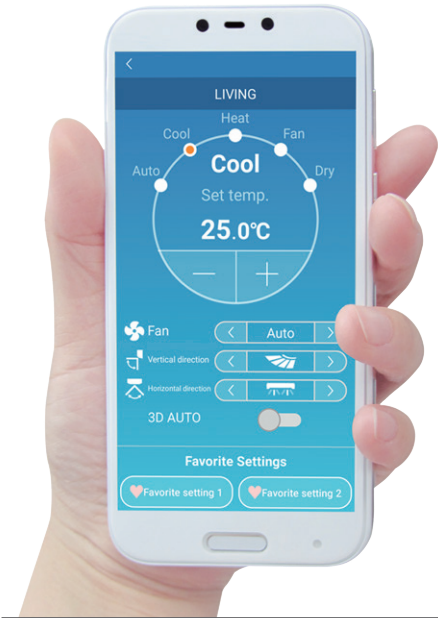 LIVING
Heat
Cool
Fan
Auto
Dry
Cool
Set temp.
25.0°C
Fan
Auto
Vertical direction
Horizontal direction
3D AUTO
Favorite Settings
Favorite setting 1
Favorite setting 2